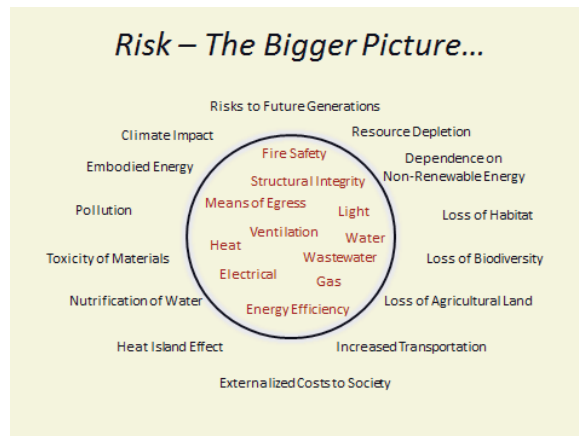 Risk – The Bigger Picture...
Risks to Future Generations
Climate Impact
Resource Depletion
Fire Safety
Embodied Energy
Dependence on
Non-Renewable Energy
Structural Integrity
Means of Egress
Pollution
Light
Loss of Habitat
Ventilation
Water
Heat
Toxicity of Materials
Wastewater
Loss of Biodiversity
Electrical
Gas
Nutrification of Water
Energy Efficiency
Loss of Agricultural Land
Heat Island Effect
Increased Transportation
Externalized Costs to Society